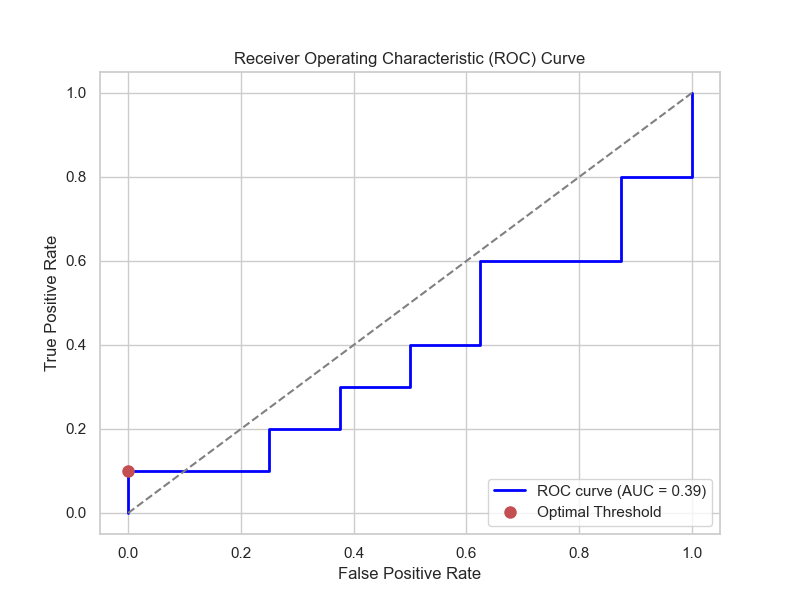 Receiver Operating Characteristic (ROC) Curve
True Positive Rate
1.0
0.8
0.6
0.4
0.2
0.0
ROC curve (AUC = 0.39)
Optimal Threshold
0.0 0.2 0.4 0.6 0.8 1.0
False Positive Rate